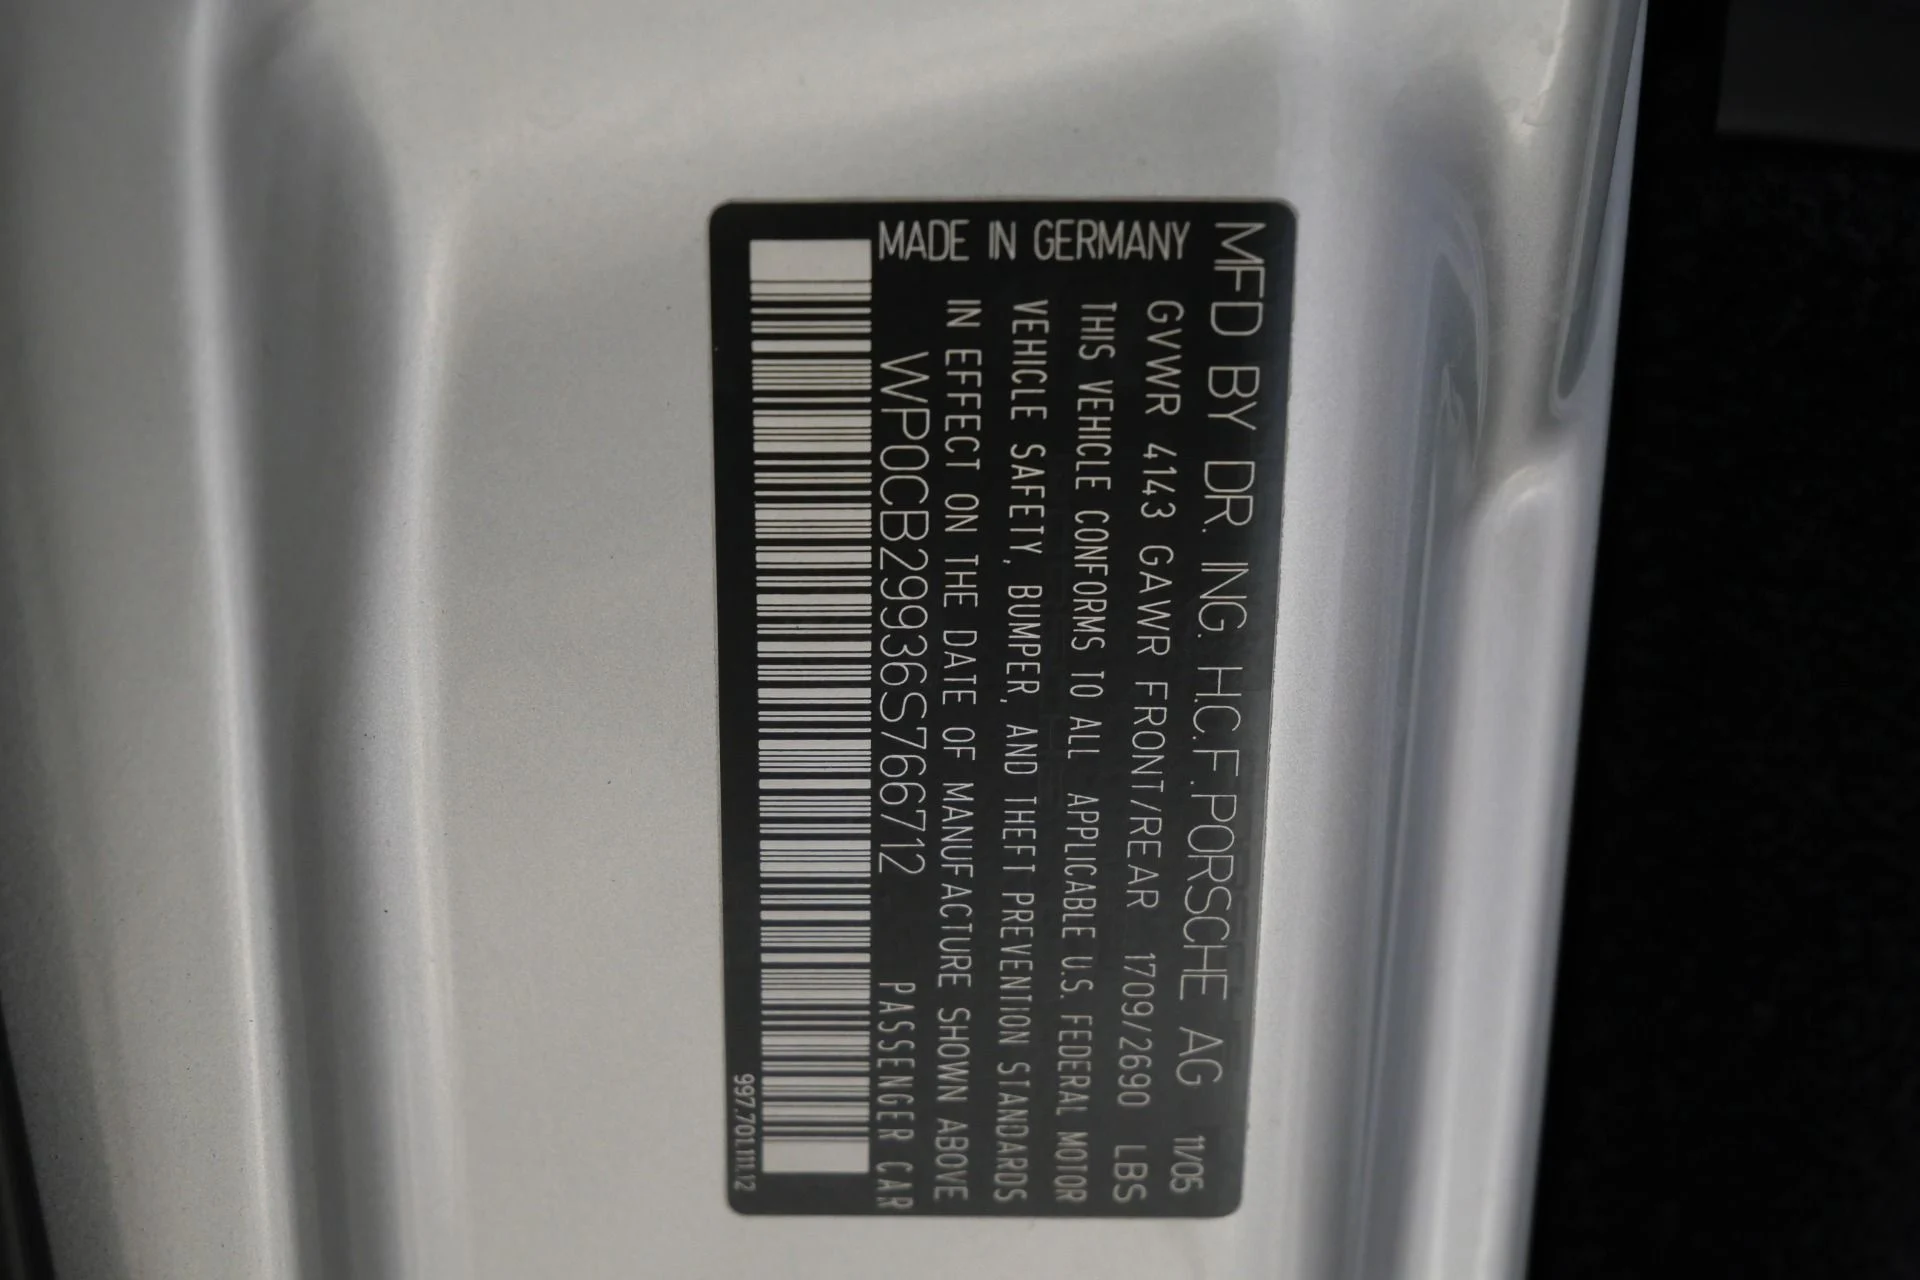 MFD BY DR. ING. H.C.F. PORSCHE AG 11/05
GVWR 4143 GAWR FRONT/REAR 1709/2690 LBS
THIS VEHICLE CONFORMS TO ALL APPLICABLE U.S. FEDERAL MOTOR
VEHICLE SAFETY, BUMPER, AND THEFT PREVENTION STANDARDS
IN EFFECT ON THE DATE OF MANUFACTURE SHOWN ABOVE
WP0CB29936S766712 PASSENGER CAR
MADE IN GERMANY
997.701.111.12